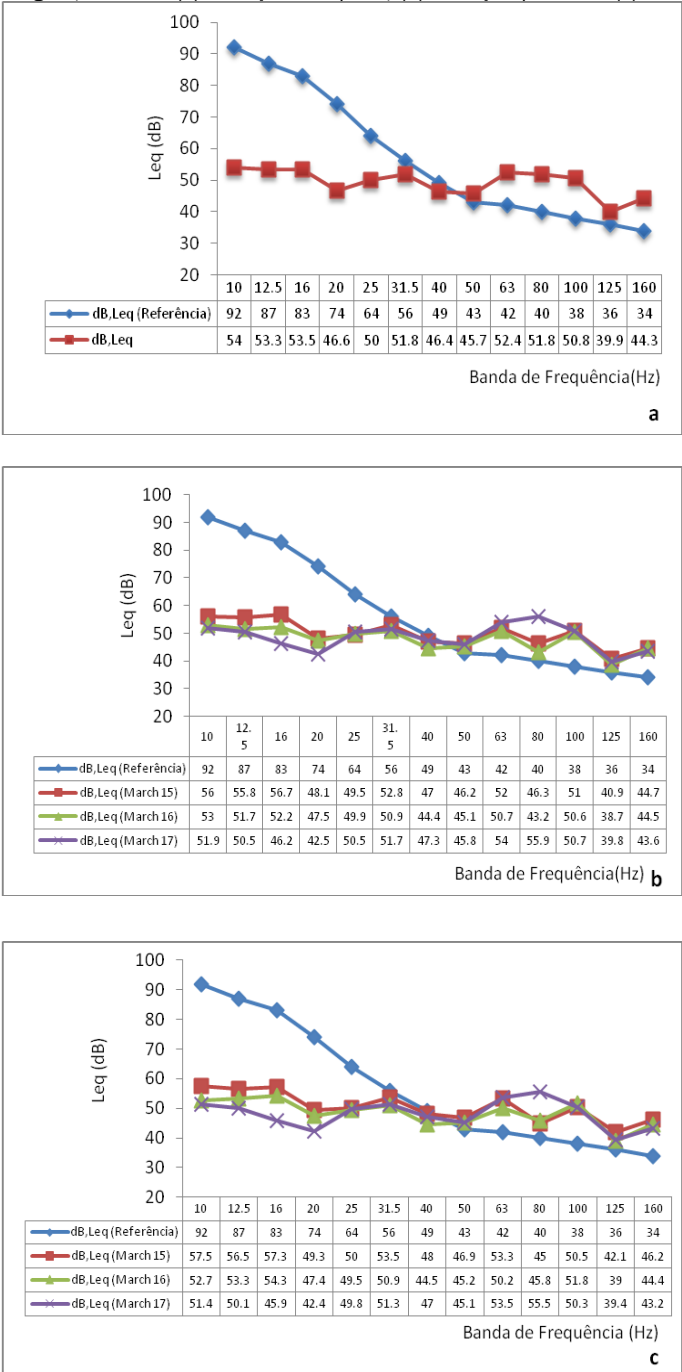 100
90
80
70
60
50
40
30
20
Leq (dB)
10 12.5 16 20 25 31.5 40 50 63 80 100 125 160
dB,Leq (Referência) 92 87 83 74 64 56 49 43 42 40 38 36 34
dB,Leq 54 53.3 53.5 46.6 50 51.8 46.4 45.7 52.4 51.8 50.8 39.9 44.3
Banda de Frequência(Hz)
a
100
90
80
70
60
50
40
30
20
Leq (dB)
10 12.5 16 20 25 31.5 40 50 63 80 100 125 160
dB,Leq (Referência) 92 87 83 74 64 56 49 43 42 40 38 36 34
dB,Leq (March 15) 56 55.8 56.7 48.1 49.5 52.8 47 46.2 52 46.3 51 40.9 44.7
dB,Leq (March 16) 53 51.7 52.2 47.5 49.9 50.9 44.4 45.1 50.7 43.2 50.6 38.7 44.5
dB,Leq (March 17) 51.9 50.5 46.2 42.5 50.5 51.7 47.3 45.8 54 55.9 50.7 39.8 43.6
Banda de Frequência(Hz) b
100
90
80
70
60
50
40
30
20
Leq (dB)
10 12.5 16 20 25 31.5 40 50 63 80 100 125 160
dB,Leq (Referência) 92 87 83 74 64 56 49 43 42 40 38 36 34
dB,Leq (March 15) 57.5 56.5 57.3 49.3 50 53.5 48 46.9 53.3 45 50.5 42.1 46.2
dB,Leq (March 16) 52.7 53.3 54.3 47.4 49.5 50.9 44.5 45.2 50.2 45.8 51.8 39 44.4
dB,Leq (March 17) 51.4 50.1 45.9 42.4 49.8 51.3 47 45.1 53.5 55.5 50.3 39.4 43.2
Banda de Frequência (Hz)
c